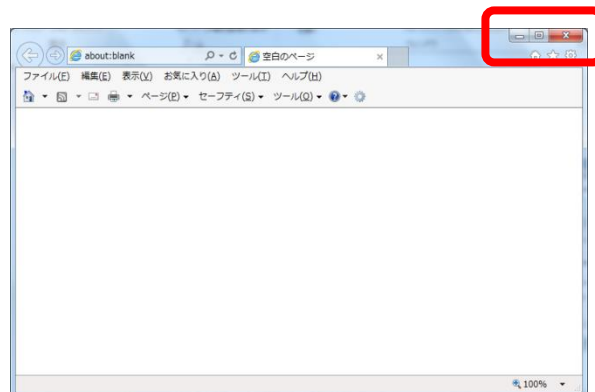 about:blank 空白のページ
ファイル(F) 編集(E) 表示(V) お気に入り(A) ツール(T) ヘルプ(H)
ページ(P) セーフティ(S) ツール(O)
100%